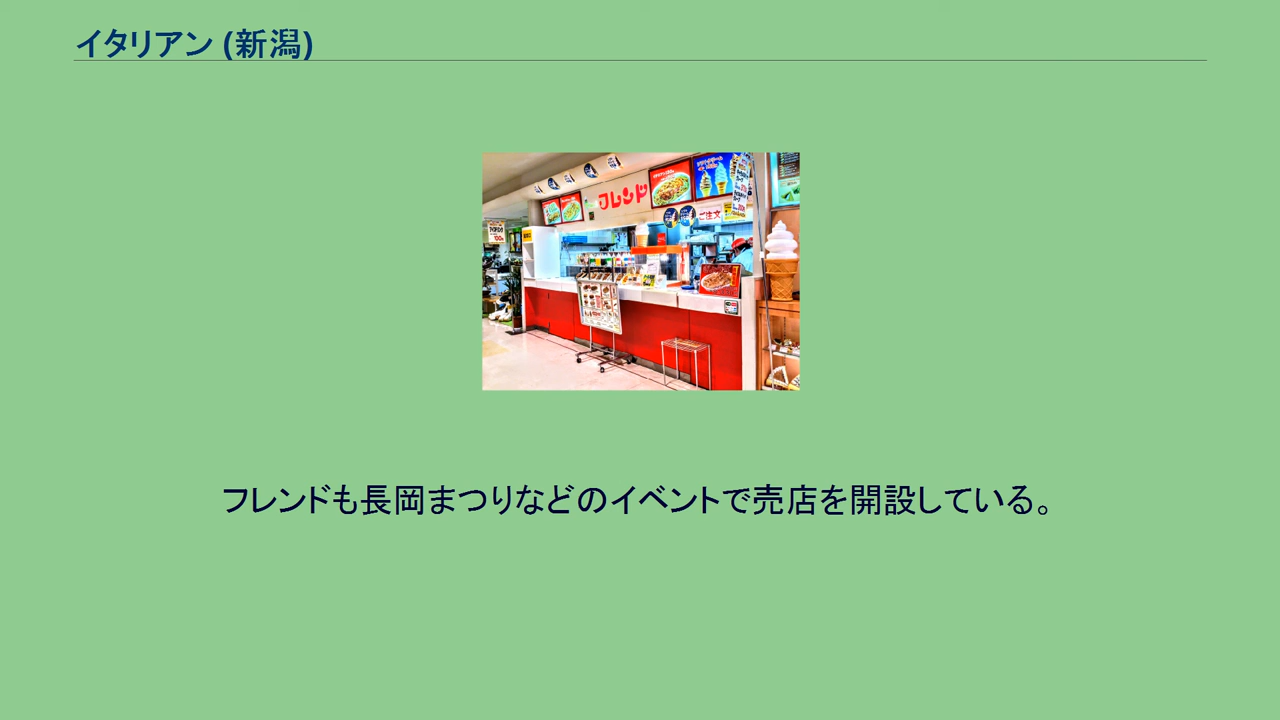 イタリアン (新潟)
フレンド
ご注文
フレンドも長岡まつりなどのイベントで売店を開設している。